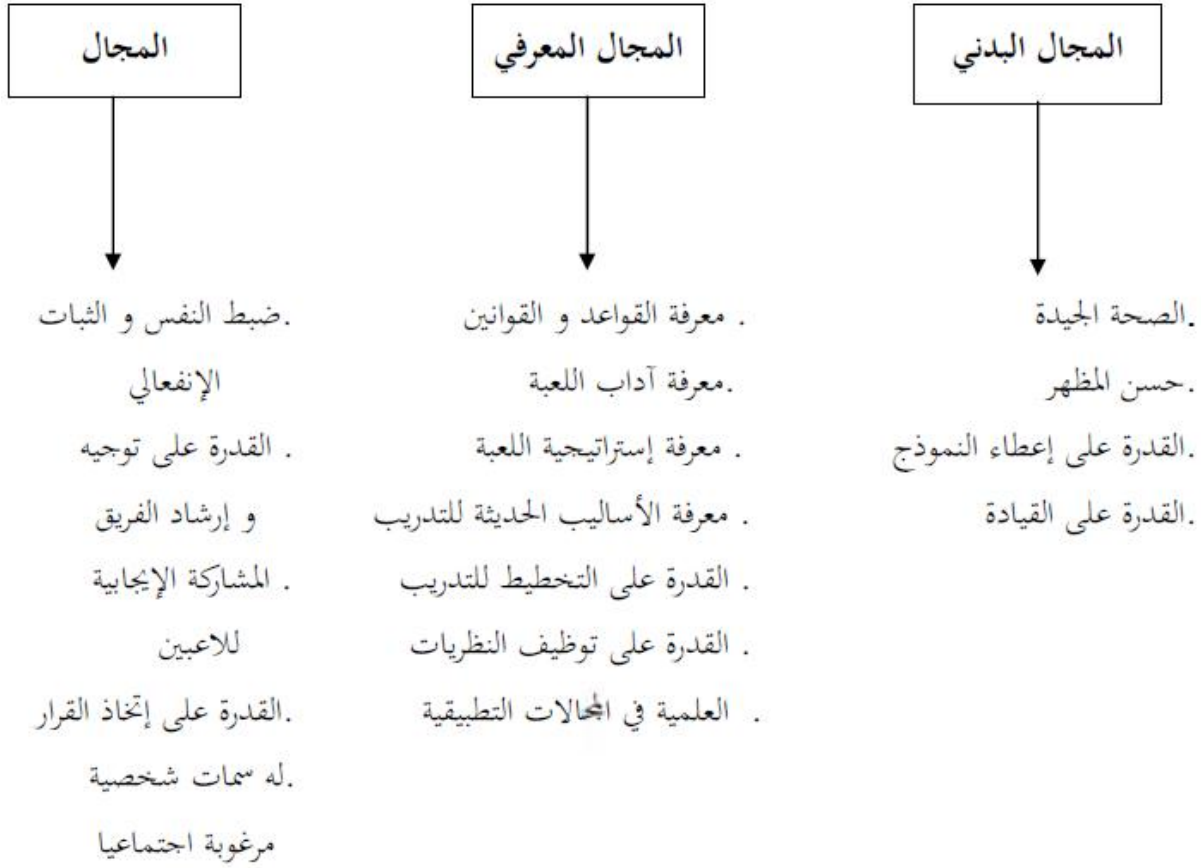 المجال البدني
.الصحة الجيدة
.حسن المظهر
.القدرة على إعطاء النموذج
.القدرة على القيادة
المجال المعرفي
. معرفة القواعد و القوانين
.معرفة آداب اللعبة
. معرفة إستراتيجية اللعبة
. معرفة الأساليب الحديثة للتدريب
. القدرة على التخطيط للتدريب
. القدرة على توظيف النظريات
. العلمية في المجالات التطبيقية
المجال
.ضبط النفس و الثبات
الإنفعالي
. القدرة على توجيه
و إرشاد الفريق
. المشاركة الإيجابية
للاعبين
.القدرة على إتخاذ القرار
.له سمات شخصية
مرغوبة اجتماعيا